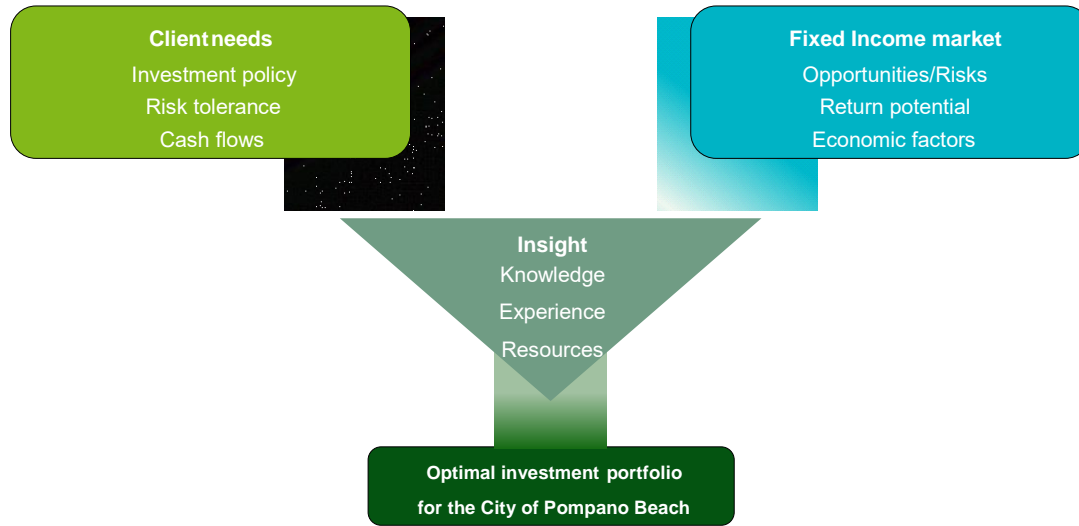 Client needs
Investment policy
Risk tolerance
Cash flows
Fixed Income market
Opportunities/Risks
Return potential
Economic factors
Insight
Knowledge
Experience
Resources
Optimal investment portfolio
for the City of Pompano Beach